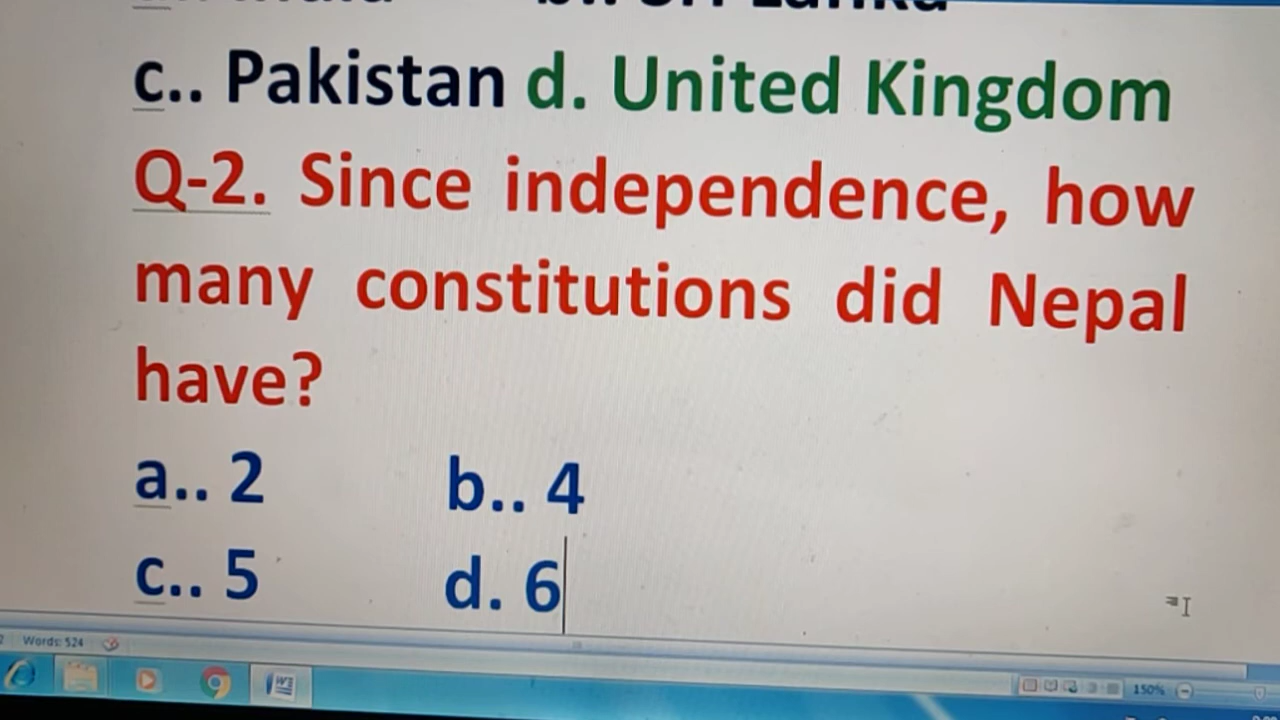 c.. Pakistan d. United Kingdom
Q-2. Since independence, how
many constitutions did Nepal
have?
a.. 2 b.. 4
c.. 5 d. 6
Words: 524
150%